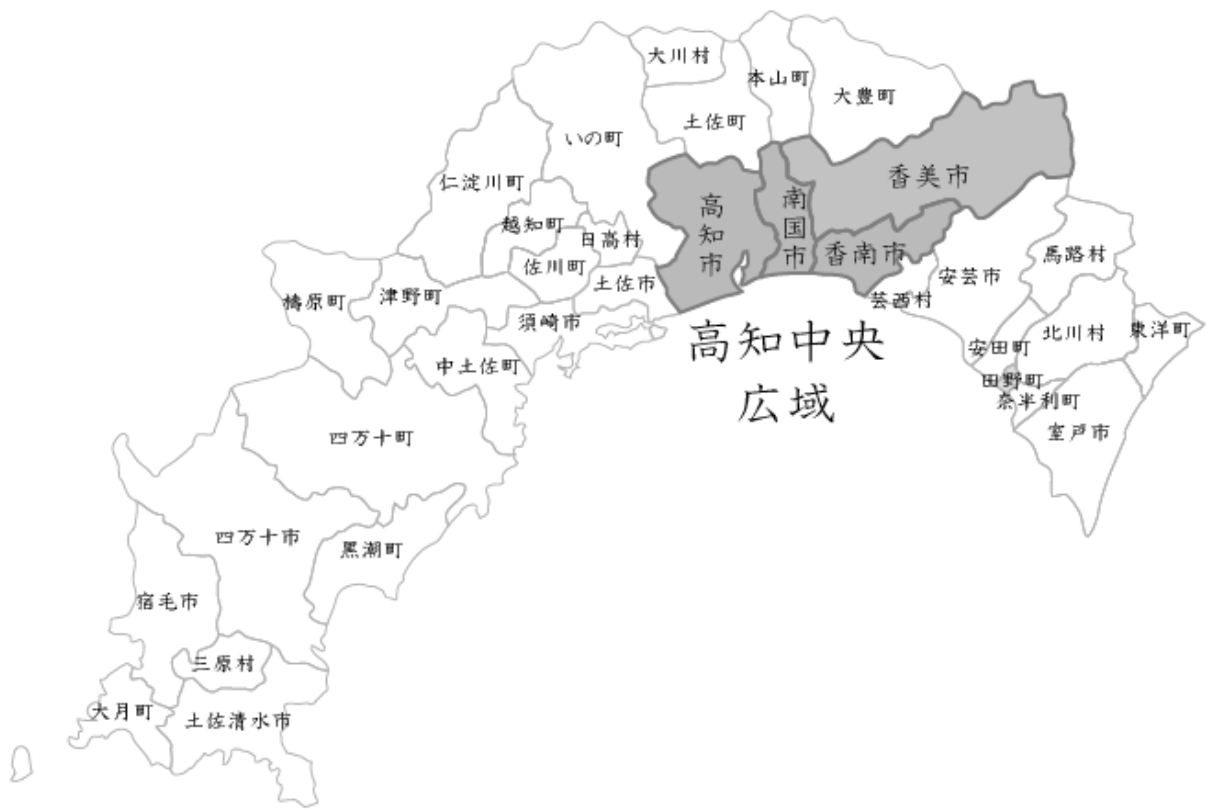 大川村
本山町
大豊町
土佐町
いの町
仁淀川町
香美市
高知市
南国市
越知町
日高村
香南市
馬路村
佐川町
安芸市
土佐市
津野町
梼原町
芸西村
須崎市
東洋町
北川村
高知中央
広域
安田町
中土佐町
田野町
奈半利町
室戸市
四万十町
四万十市
黒潮町
宿毛市
三原村
大月町
土佐清水市